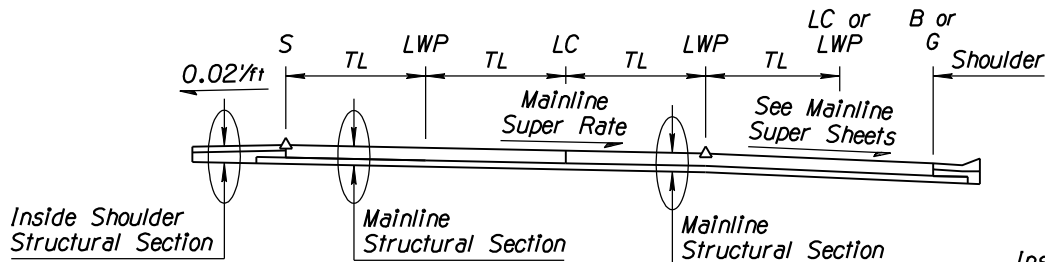 LC or
B or
S
LWP
LC
LWP
LWP
G
Shoulder
0.02'/ft
TL
TL
TL
TL
Mainline
Super Rate
See Mainline
Super Sheets
Inside Shoulder
Structural Section
Mainline
Structural Section
Mainline
Structural Section